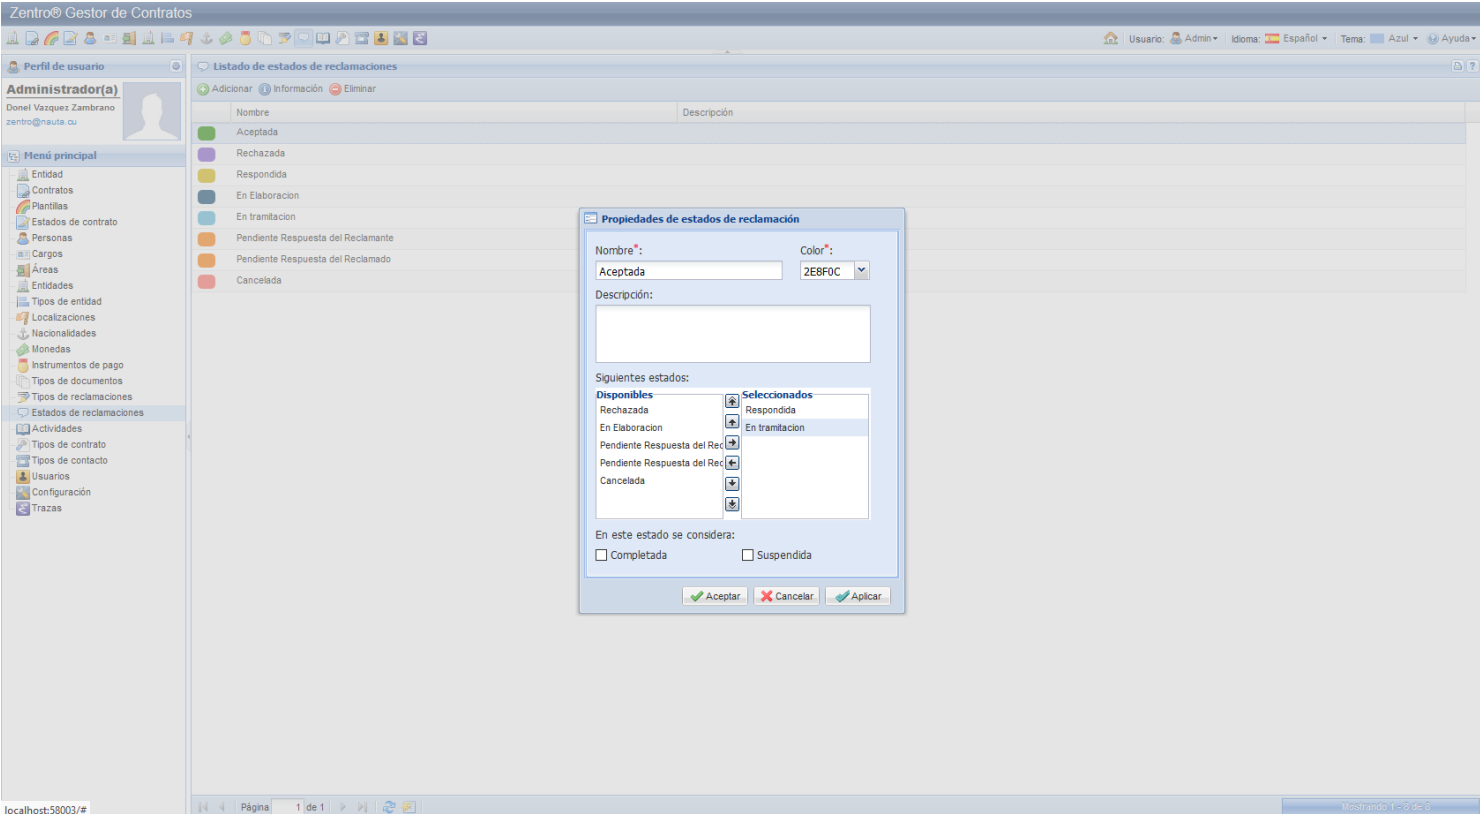 Zentro® Gestor de Contratos
Usuario: Admin Idioma: Español Tema: Azul Ayuda
Perfil de usuario
Administrador(a)
Donel Vazquez Zambrano
zentro@nauta.cu
Menú principal
Entidad
Contratos
Plantillas
Estados de contrato
Personas
Cargos
Áreas
Entidades
Tipos de entidad
Localizaciones
Nacionalidades
Monedas
Instrumentos de pago
Tipos de documentos
Tipos de reclamaciones
Estados de reclamaciones
Actividades
Tipos de contrato
Tipos de contacto
Usuarios
Configuración
Trazas
localhost:58003/#
Listado de estados de reclamaciones
Adicionar Información Eliminar
Nombre Descripción
Aceptada
Rechazada
Respondida
En Elaboracion
En tramitacion
Pendiente Respuesta del Reclamante
Pendiente Respuesta del Reclamado
Cancelada
Propiedades de estados de reclamación
Nombre*: Color*:
Aceptada 2E8F0C
Descripción:
Siguientes estados:
Disponibles Seleccionados
Rechazada Respondida
En Elaboracion En tramitacion
Pendiente Respuesta del Rec
Pendiente Respuesta del Rec
Cancelada
En este estado se considera:
Completada Suspendida
Aceptar Cancelar Aplicar
Página 1 de 1
Mostrando 1 - 8 de 8